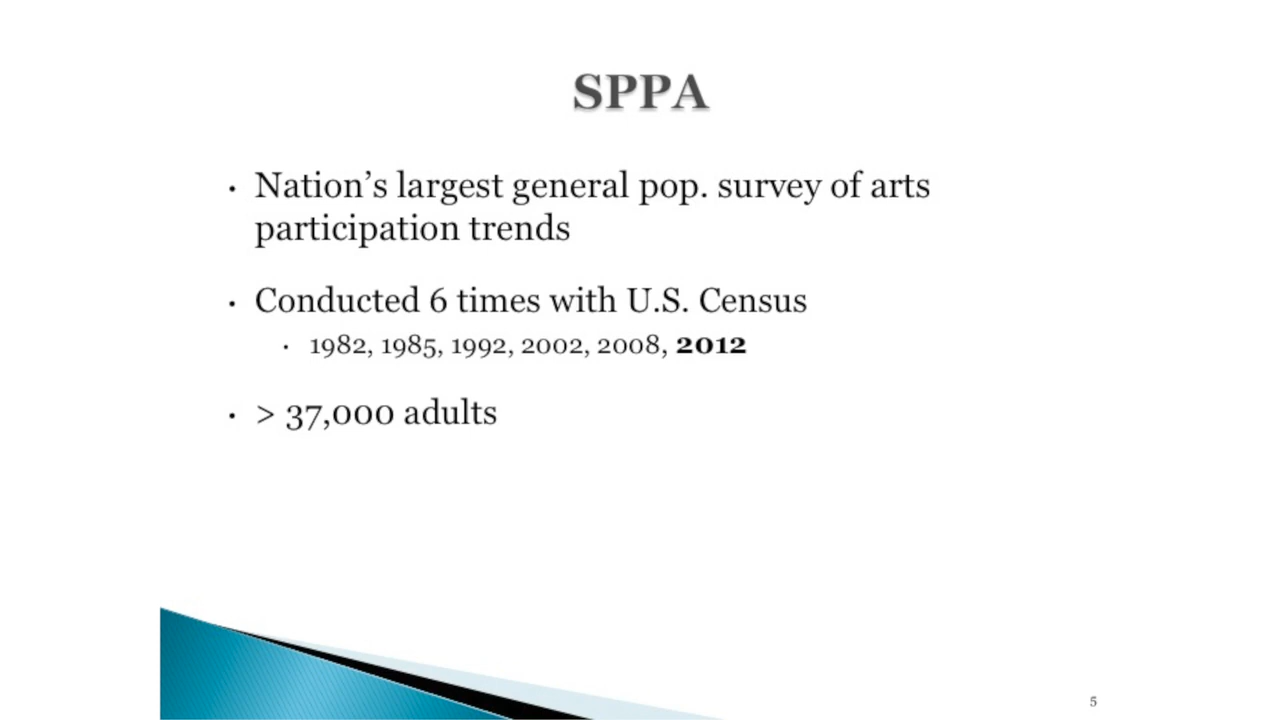 SPPA
• Nation’s largest general pop. survey of arts
participation trends
• Conducted 6 times with U.S. Census
• 1982, 1985, 1992, 2002, 2008, 2012
• > 37,000 adults
5